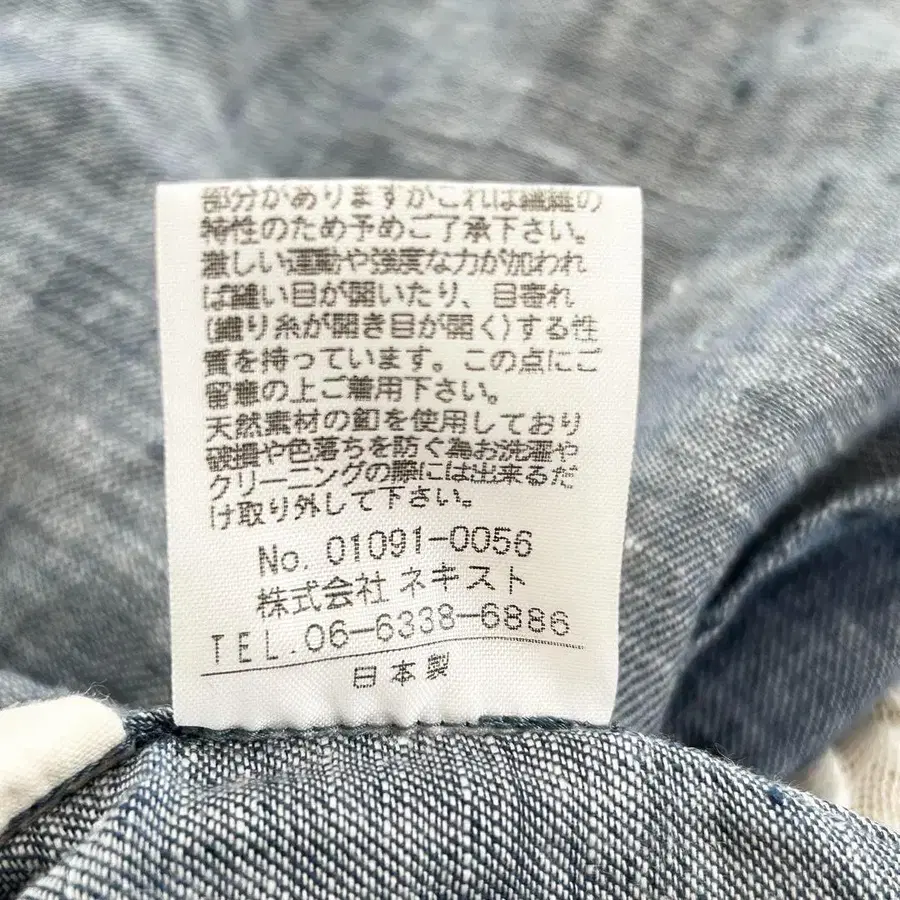 部分がありますがこれは繊維の
特性のため予めご了承下さい。
激しい運動や強度な力が加われ
ば縫い目が開いたり、目寄れ
(織り糸が開き目が開く)する性
質を持っています。この点にご
留意の上ご着用下さい。
天然素材の釦を使用しており
破損や色落ちを防ぐ為お洗濯や
クリーニングの際には出来るだ
け取り外して下さい。
No. 01091-0056
株式会社 ネキスト
TEL.06-6338-6886
日本製